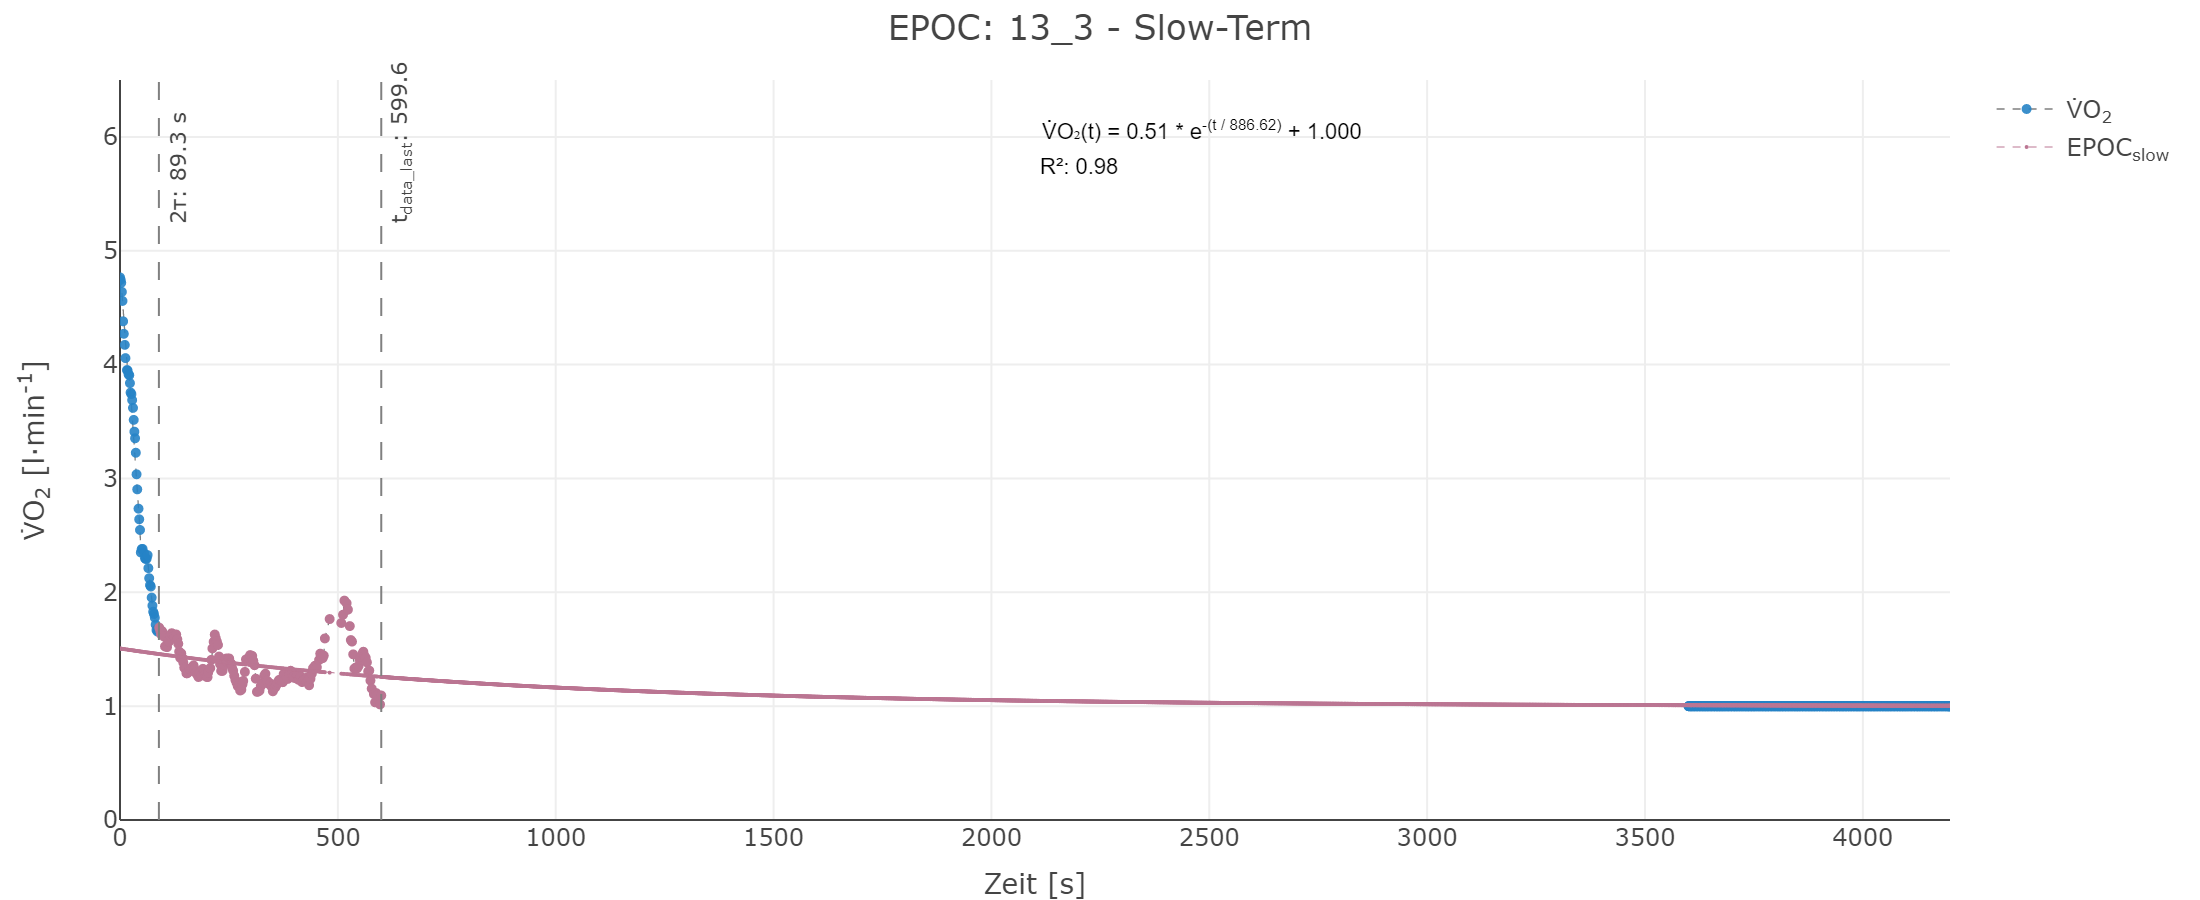 EPOC: 13_3 - Slow-Term
V̇O₂
EPOCslow
2τ: 89.3 s
tdata_last: 599.6
V̇O₂(t) = 0.51 * e-(t / 886.62) + 1.000
R²: 0.98
V̇O₂ [l·min-1]
6
5
4
3
2
1
0
0 500 1000 1500 2000 2500 3000 3500 4000
Zeit [s]